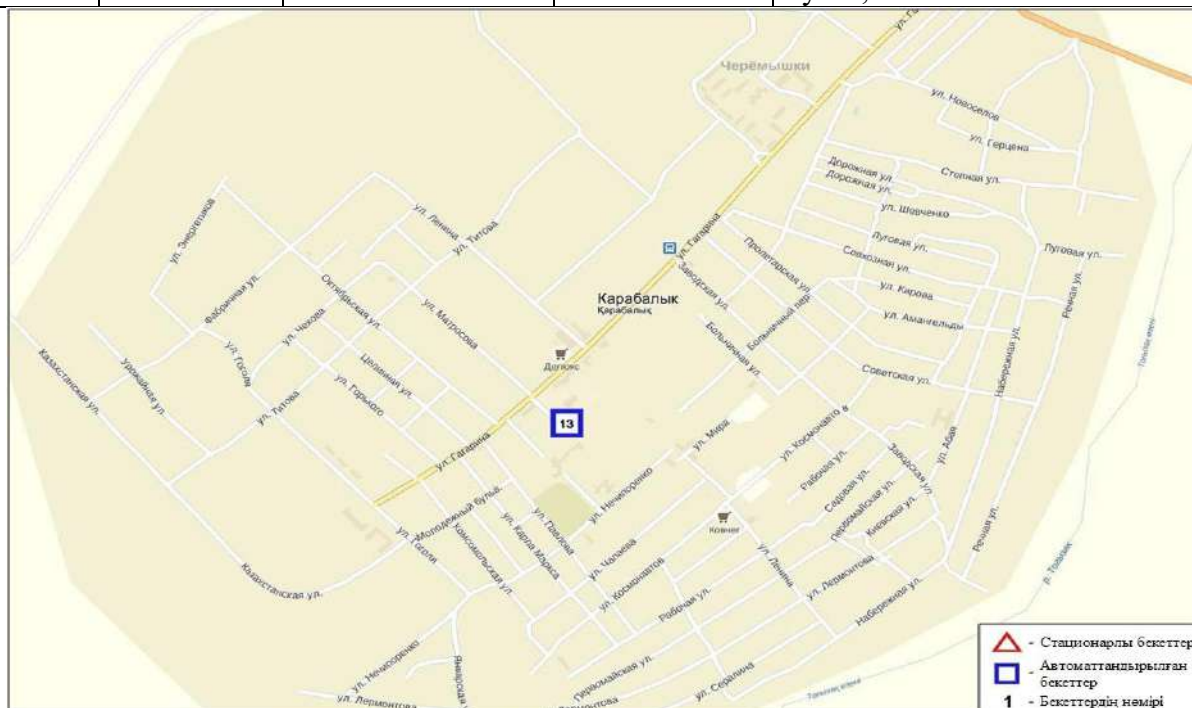 Черёмышки
ул. Новоселов
ул. Герцена
Степная ул.
Дорожная ул.
Дорожная ул.
ул. Шевченко
Луговая ул.
Луговая ул.
Совхозная ул.
ул. Кирова
ул. Амангельды
Советская ул.
Речная ул.
Набережная ул.
ул. Энергетиков
ул. Ленина
ул. Титова
ул. Гагарина
Заводская ул.
Пролетарская ул.
Больничный пер
Больничная ул.
Карабалык
Қарабалық
Октябрьская ул.
Фабричная ул.
ул. Матросова
ул. Чехова
ул. Гоголя
Целинная ул.
ул. Горького
Казахстанская ул.
Урожайная ул.
ул. Титова
13
ул. Гагарина
ул. Мира
ул. Космонавто в
Рабочая ул.
Садовая ул.
Первомайская ул.
Заводская ул.
ул. Абая
Речная ул.
Молодежный бульв.
ул. Нечипоренко
ул. Павлова
ул. Карла Маркса
Комсомольская ул.
ул. Гоголя
ул. Чапаева
ул. Космонавтов
Ковчег
ул. Ленина
ул. Лермонтова
Набережная ул.
Рабочая ул.
Казахстанская ул.
ул. Нечипоренко
Январская ул.
Первомайская ул.
ул. Лермонтова
р. Тогызак
- Стационарлы бекеттер
- Автоматтандырылған
бекеттер
1 - Бекеттердің нөмірі